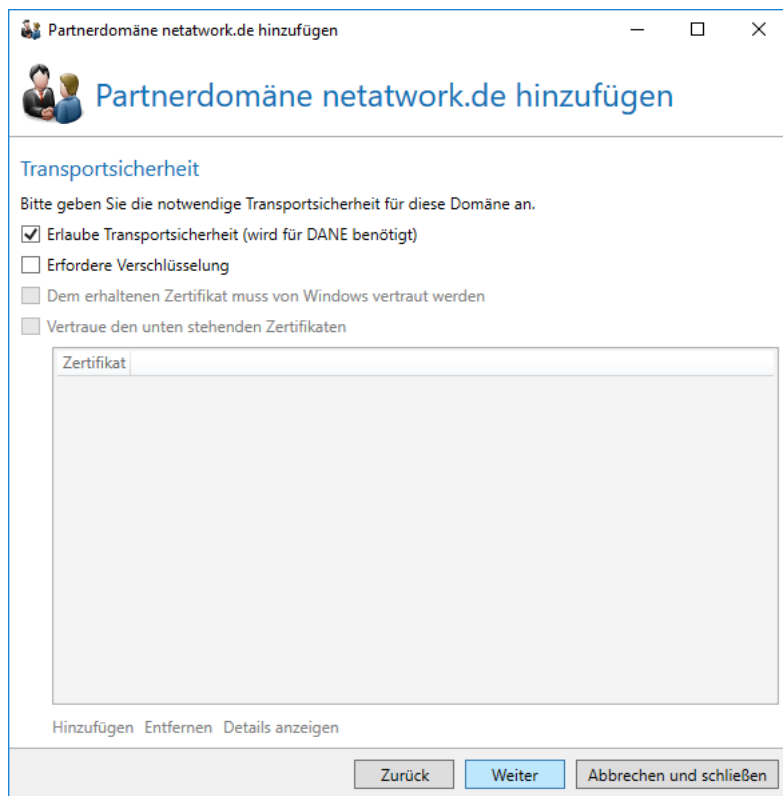 Partnerdomäne netatwork.de hinzufügen
Partnerdomäne netatwork.de hinzufügen
Transportsicherheit
Bitte geben Sie die notwendige Transportsicherheit für diese Domäne an.
Erlaube Transportsicherheit (wird für DANE benötigt)
Erfordere Verschlüsselung
Dem erhaltenen Zertifikat muss von Windows vertraut werden
Vertraue den unten stehenden Zertifikaten
Zertifikat
Hinzufügen Entfernen Details anzeigen
Zurück Weiter Abbrechen und schließen